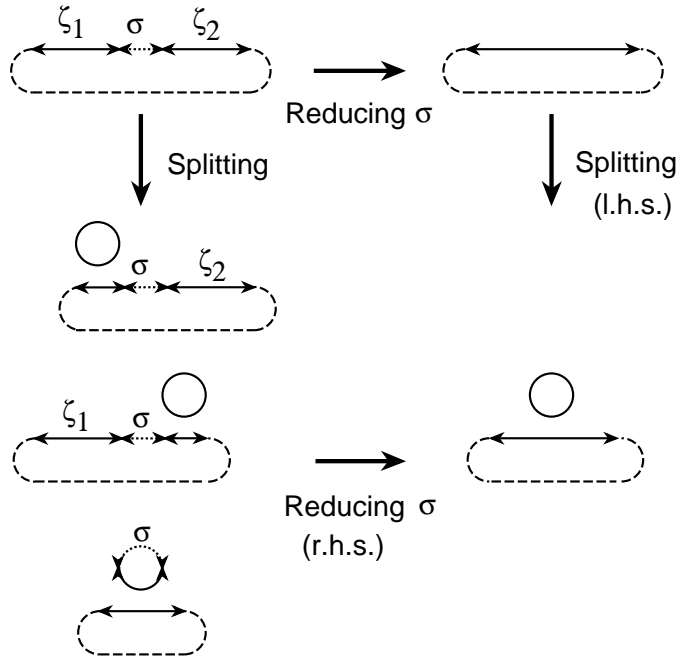 ζ1 σ ζ2
Reducing σ
Splitting
Splitting
(l.h.s.)
σ ζ2
ζ1 σ
Reducing σ
(r.h.s.)
σ